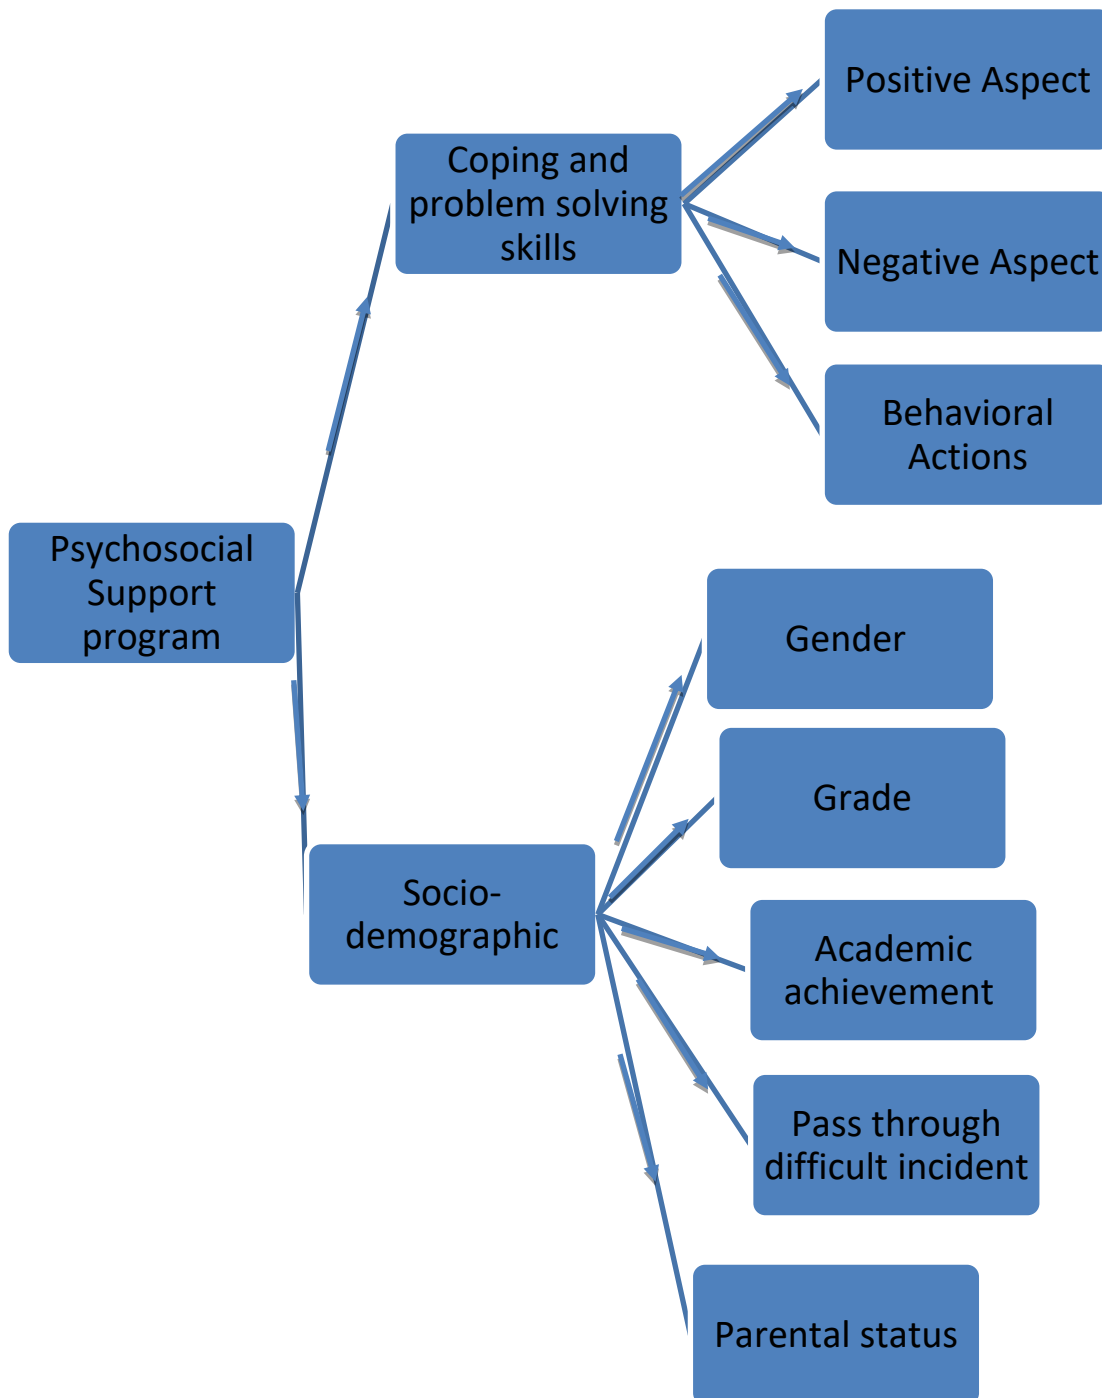 Positive Aspect
Coping and
problem solving
skills
Negative Aspect
Behavioral
Actions
Psychosocial
Support
program
Gender
Grade
Socio-
demographic
Academic
achievement
Pass through
difficult incident
Parental status